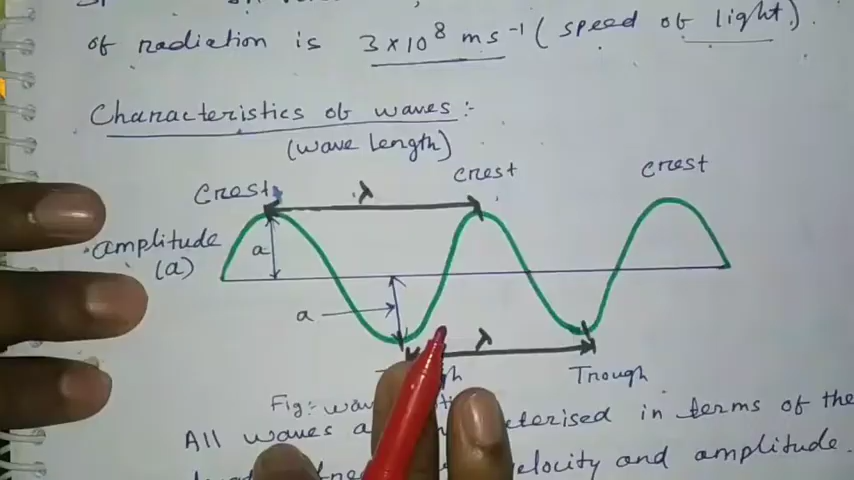 of radiation is 3×10⁸ ms⁻¹ (speed of light).
Characteristics of waves:-
(wave length)
Crest λ Crest Crest
amplitude a
(a)
a λ
Trough
Fig:- wav
All waves a terised in terms of the
elocity and amplitude.